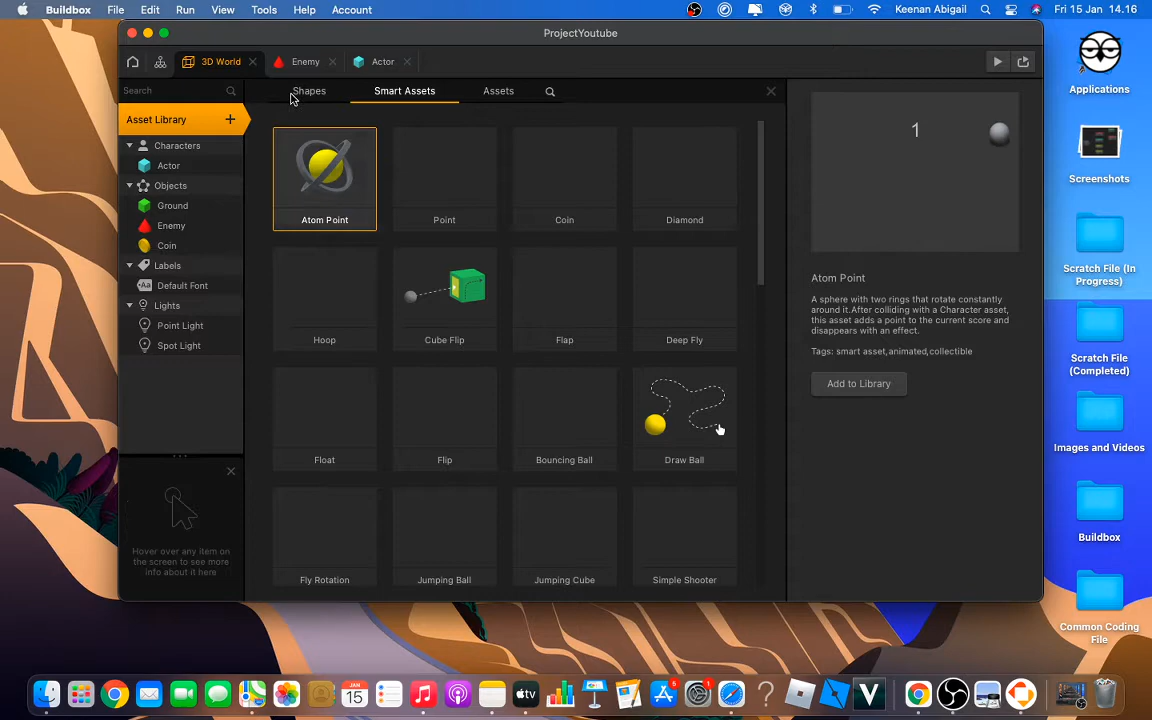 Buildbox File Edit Run View Tools Help Account
Keenan Abigail Fri 15 Jan 14.16
ProjectYoutube
3D World Enemy Actor
Search
Shapes Smart Assets Assets
Asset Library +
Characters
Actor
Objects
Ground
Enemy
Coin
Labels
Aa Default Font
Lights
Point Light
Spot Light
Hover over any item on
the screen to see more
info about it here
Atom Point Point Coin Diamond
Hoop Cube Flip Flap Deep Fly
Float Flip Bouncing Ball Draw Ball
Fly Rotation Jumping Ball Jumping Cube Simple Shooter
1
Atom Point
A sphere with two rings that rotate constantly
around it.After colliding with a Character asset,
this asset adds a point to the current score and
disappears with an effect.
Tags: smart asset,animated,collectible
Add to Library
Applications
Screenshots
Scratch File (In
Progress)
Scratch File
(Completed)
Images and Videos
Buildbox
Common Coding
File
JAN
15
tv
6
1
?
V